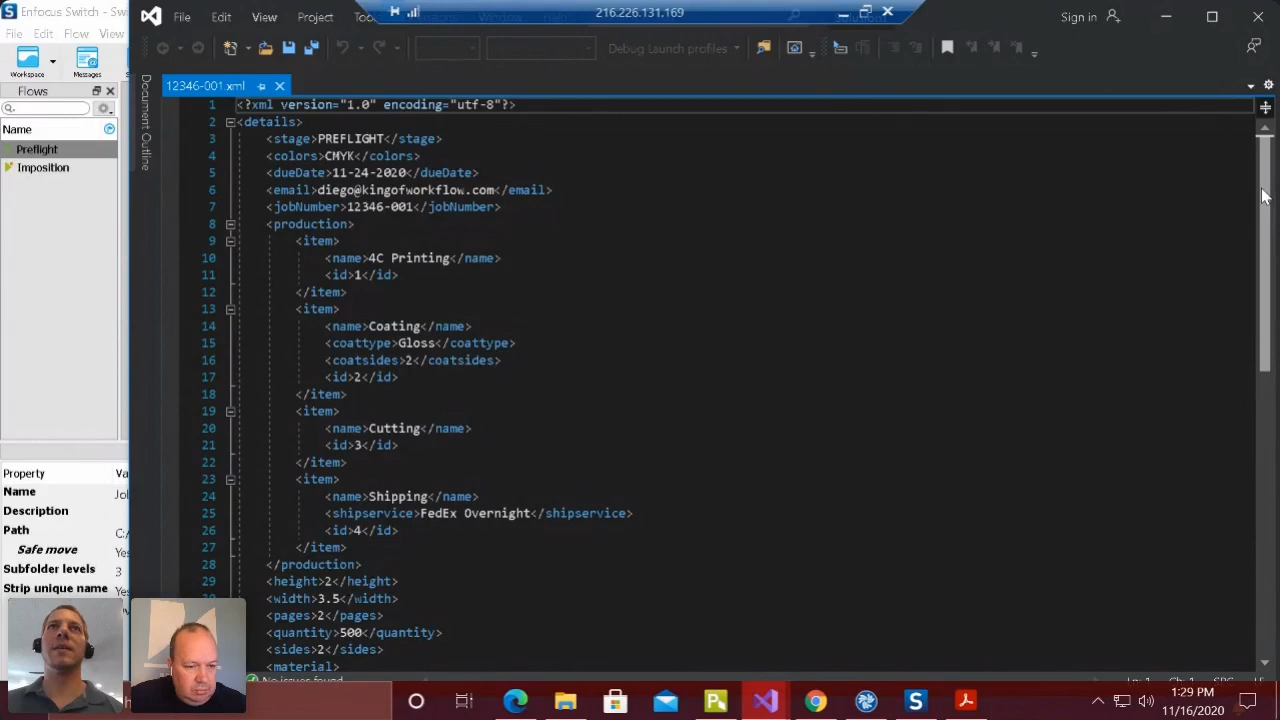 Enfocus Switch - Sw
File Edit Flow View
Workspace
Messages
Flows
Name
Preflight
Imposition
Property Va
Name Jol
Description
Path C:/
Safe move Yes
Subfolder levels 3
Strip unique name Yes
File Edit View Project
216.226.131.169
Sign in
Debug Launch profiles
12346-001.xml
Document Outline
1 <?xml version="1.0" encoding="utf-8"?>
2 <details>
3 <stage>PREFLIGHT</stage>
4 <colors>CMYK</colors>
5 <dueDate>11-24-2020</dueDate>
6 <email>diego@kingofworkflow.com</email>
7 <jobNumber>12346-001</jobNumber>
8 <production>
9 <item>
10 <name>4C Printing</name>
11 <id>1</id>
12 </item>
13 <item>
14 <name>Coating</name>
15 <coattype>Gloss</coattype>
16 <coatsides>2</coatsides>
17 <id>2</id>
18 </item>
19 <item>
20 <name>Cutting</name>
21 <id>3</id>
22 </item>
23 <item>
24 <name>Shipping</name>
25 <shipservice>FedEx Overnight</shipservice>
26 <id>4</id>
27 </item>
28 </production>
29 <height>2</height>
30 <width>3.5</width>
<pages>2</pages>
<quantity>500</quantity>
<sides>2</sides>
<material>
No issues found
1:29 PM
11/16/2020